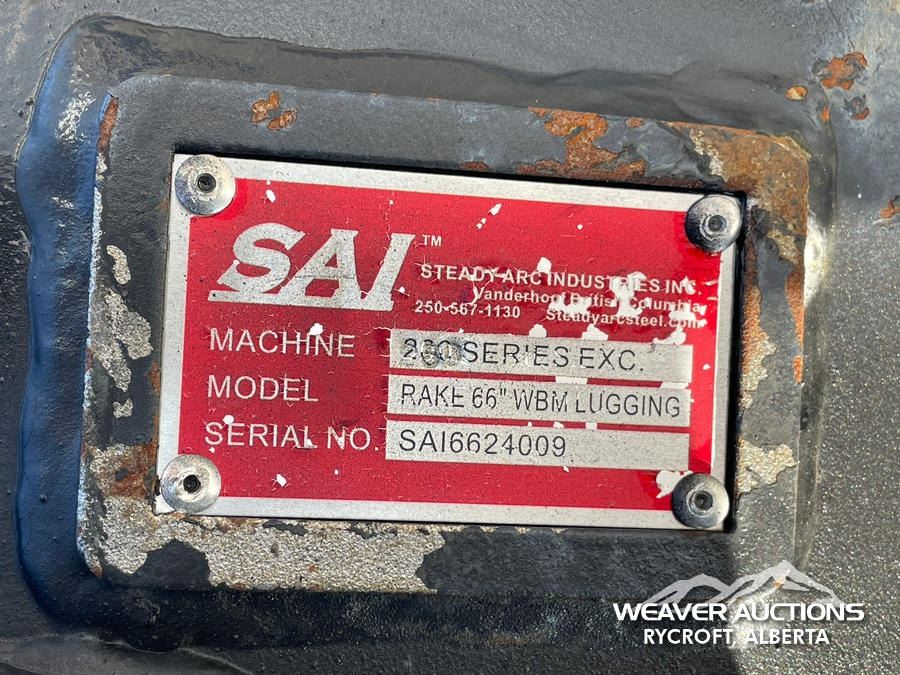 SAI™
STEADY ARC INDUSTRIES INC.
Vanderhoof British Columbia
250-567-1130 Steadyarcsteel.com
MACHINE SERIES EXC.
MODEL RAKE 66" WBM LUGGING
SERIAL NO. SAI6624009
WEAVER AUCTIONS
RYCROFT, ALBERTA